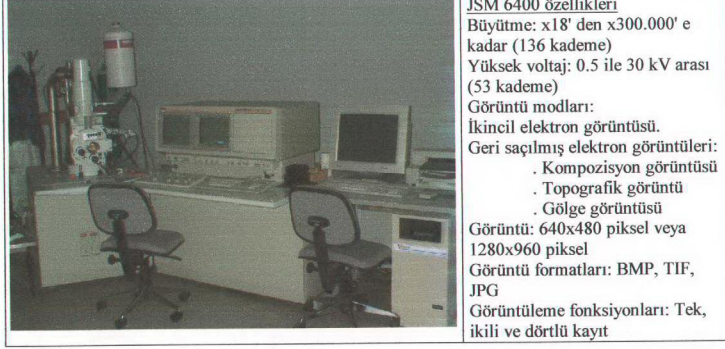 JSM 6400 özellikleri
Büyütme: x18' den x300.000' e
kadar (136 kademe)
Yüksek voltaj: 0.5 ile 30 kV arası
(53 kademe)
Görüntü modları:
İkincil elektron görüntüsü.
Geri saçılmış elektron görüntüleri:
. Kompozisyon görüntüsü
. Topografik görüntü
. Gölge görüntüsü
Görüntü: 640x480 piksel veya
1280x960 piksel
Görüntü formatları: BMP, TIF,
JPG
Görüntüleme fonksiyonları: Tek,
ikili ve dörtlü kayıt